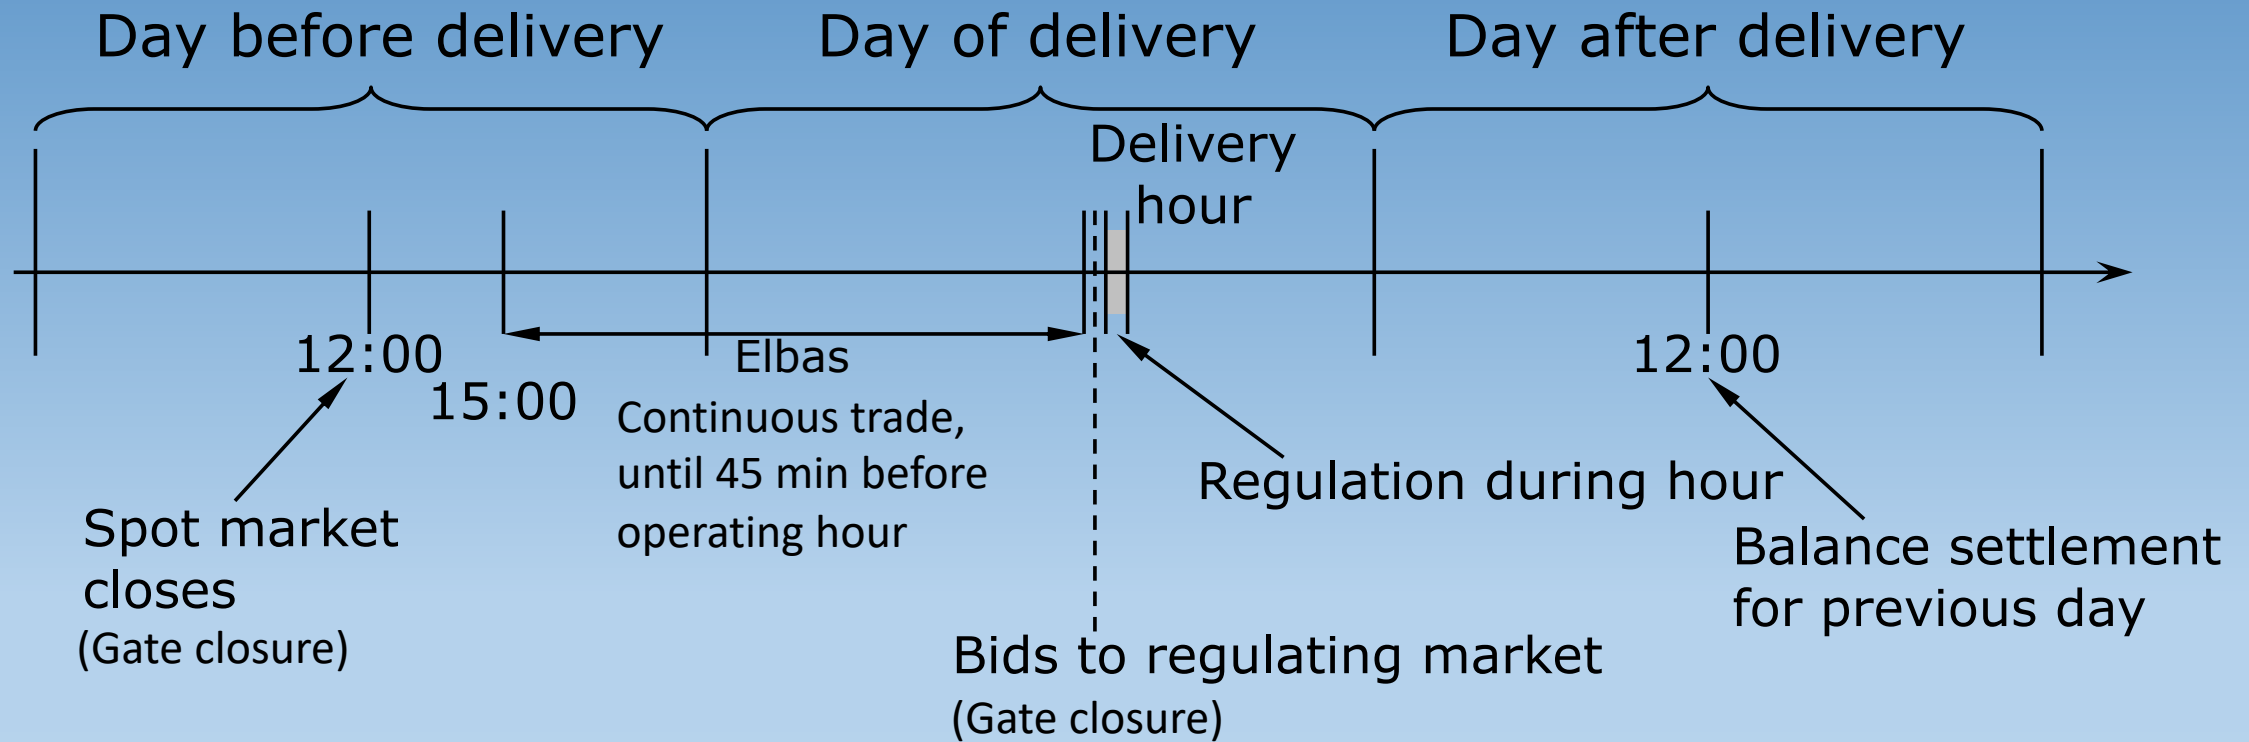 Day before delivery
Day of delivery
Day after delivery
Delivery
hour
12:00
15:00
Elbas
Continuous trade,
until 45 min before
operating hour
12:00
Spot market
closes
(Gate closure)
Regulation during hour
Balance settlement
for previous day
Bids to regulating market
(Gate closure)